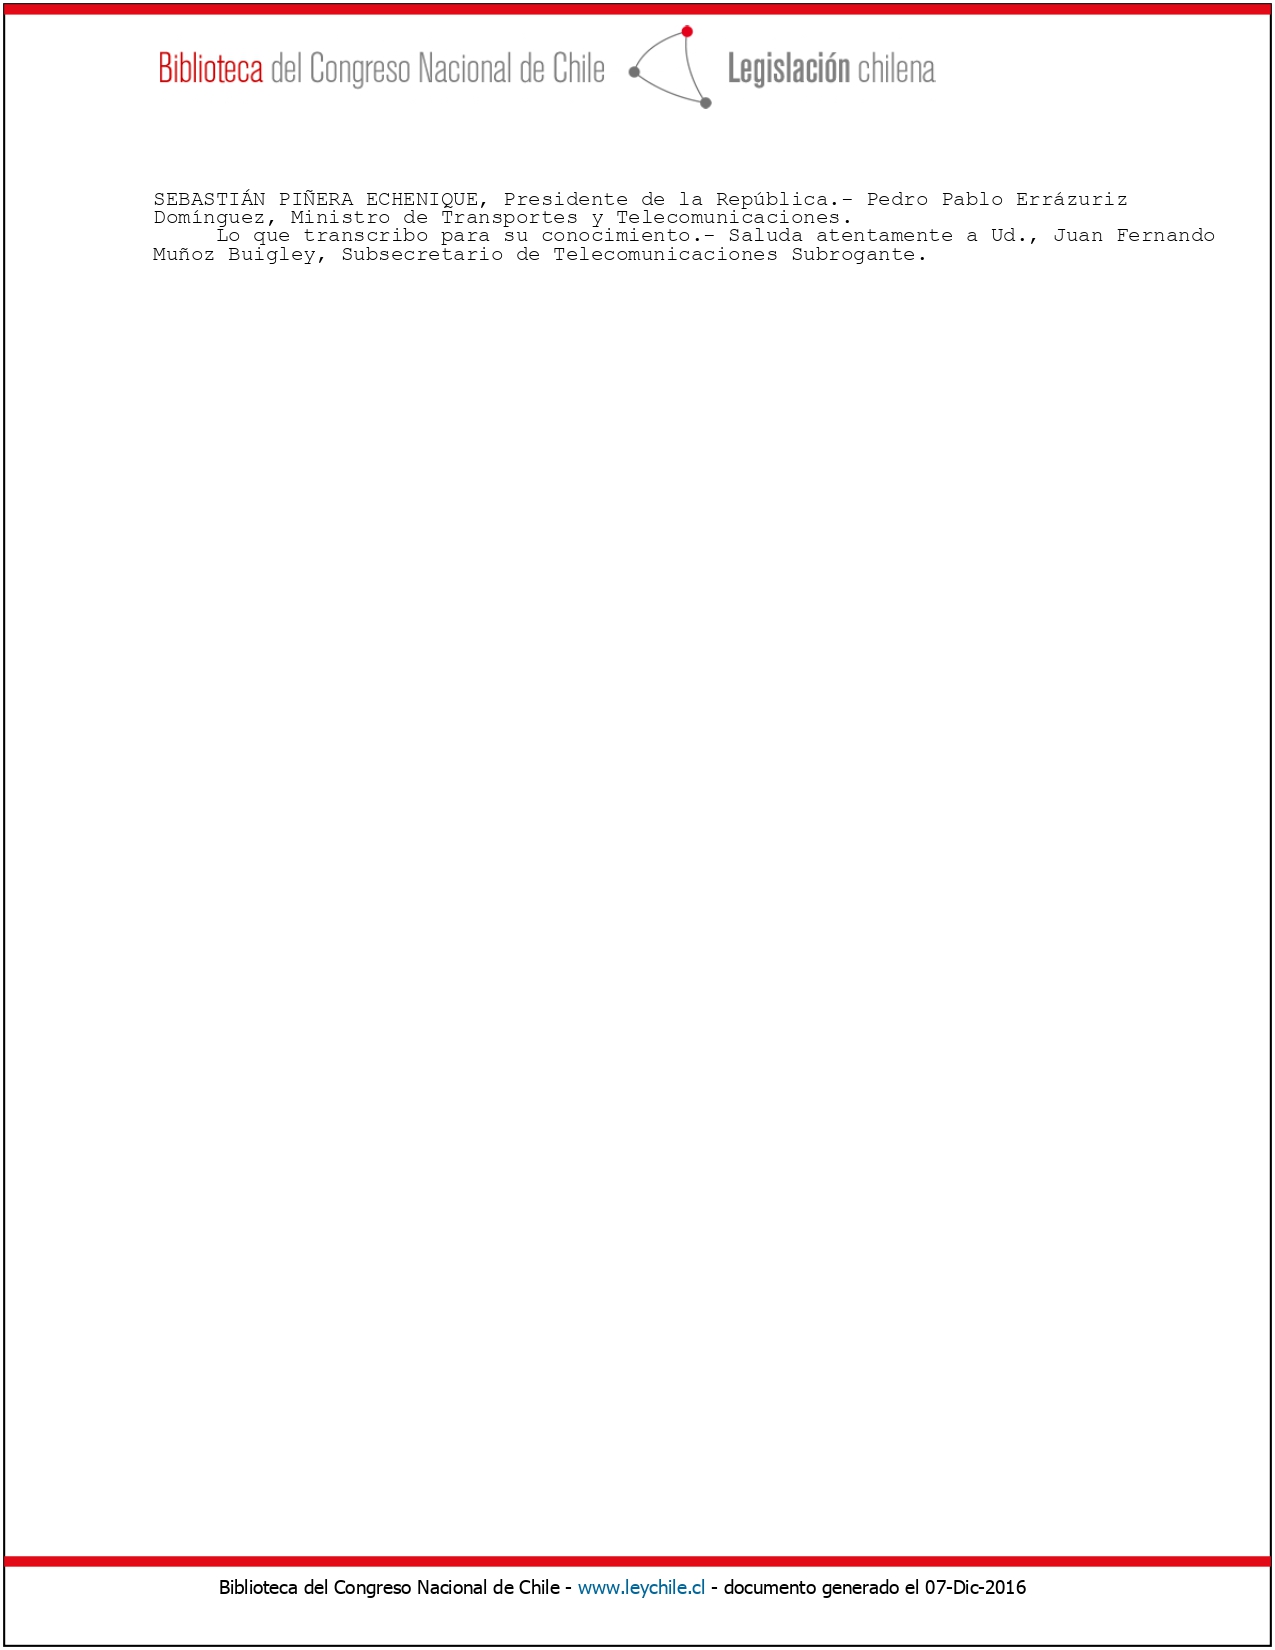 Biblioteca del Congreso Nacional de Chile Legislación chilena
SEBASTIÁN PIÑERA ECHENIQUE, Presidente de la República.- Pedro Pablo Errázuriz
Domínguez, Ministro de Transportes y Telecomunicaciones.
Lo que transcribo para su conocimiento.- Saluda atentamente a Ud., Juan Fernando
Muñoz Buigley, Subsecretario de Telecomunicaciones Subrogante.
Biblioteca del Congreso Nacional de Chile - www.leychile.cl - documento generado el 07-Dic-2016